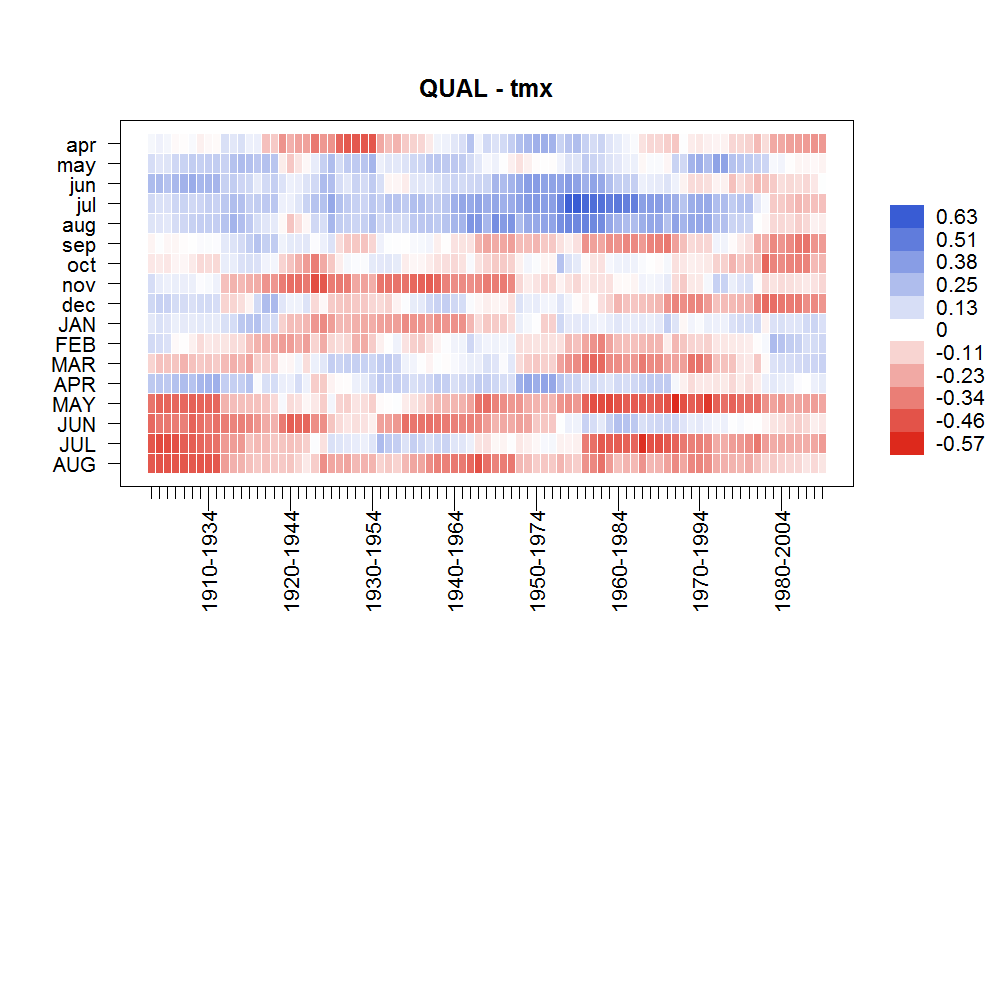 QUAL - tmx
apr
may
jun
jul
aug
sep
oct
nov
dec
JAN
FEB
MAR
APR
MAY
JUN
JUL
AUG
0.63
0.51
0.38
0.25
0.13
0
-0.11
-0.23
-0.34
-0.46
-0.57
1910-1934
1920-1944
1930-1954
1940-1964
1950-1974
1960-1984
1970-1994
1980-2004